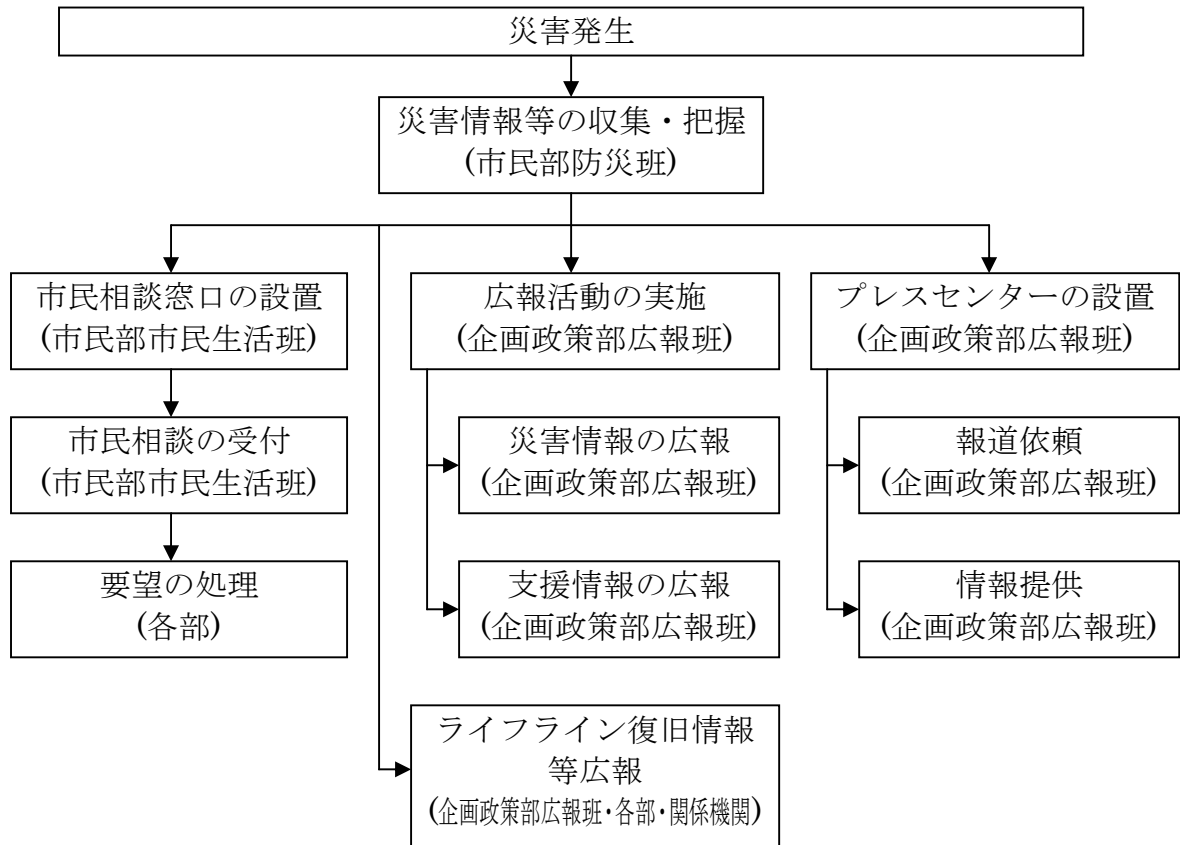 災害発生
災害情報等の収集・把握
(市民部防災班)
市民相談窓口の設置
(市民部市民生活班)
広報活動の実施
(企画政策部広報班)
プレスセンターの設置
(企画政策部広報班)
市民相談の受付
(市民部市民生活班)
災害情報の広報
(企画政策部広報班)
報道依頼
(企画政策部広報班)
要望の処理
(各部)
支援情報の広報
(企画政策部広報班)
情報提供
(企画政策部広報班)
ライフライン復旧情報
等広報
(企画政策部広報班・各部・関係機関)